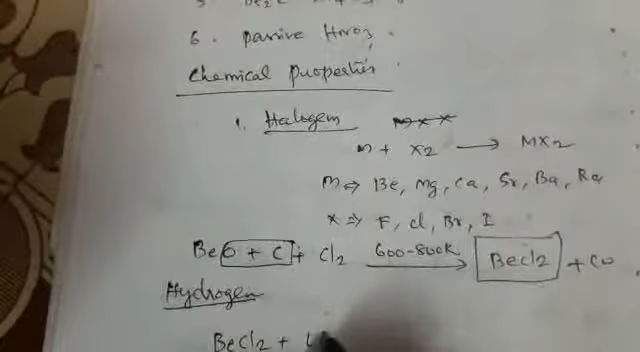 6. passive HNO3.
Chemical Properties
1. Halogen
M + X2 → MX2
M ⇒ Be, Mg, Ca, Sr, Ba, Ra
X ⇒ F, Cl, Br, I
BeO + C + Cl2 600-800K → BeCl2 + CO
Hydrogen
BeCl2 + L